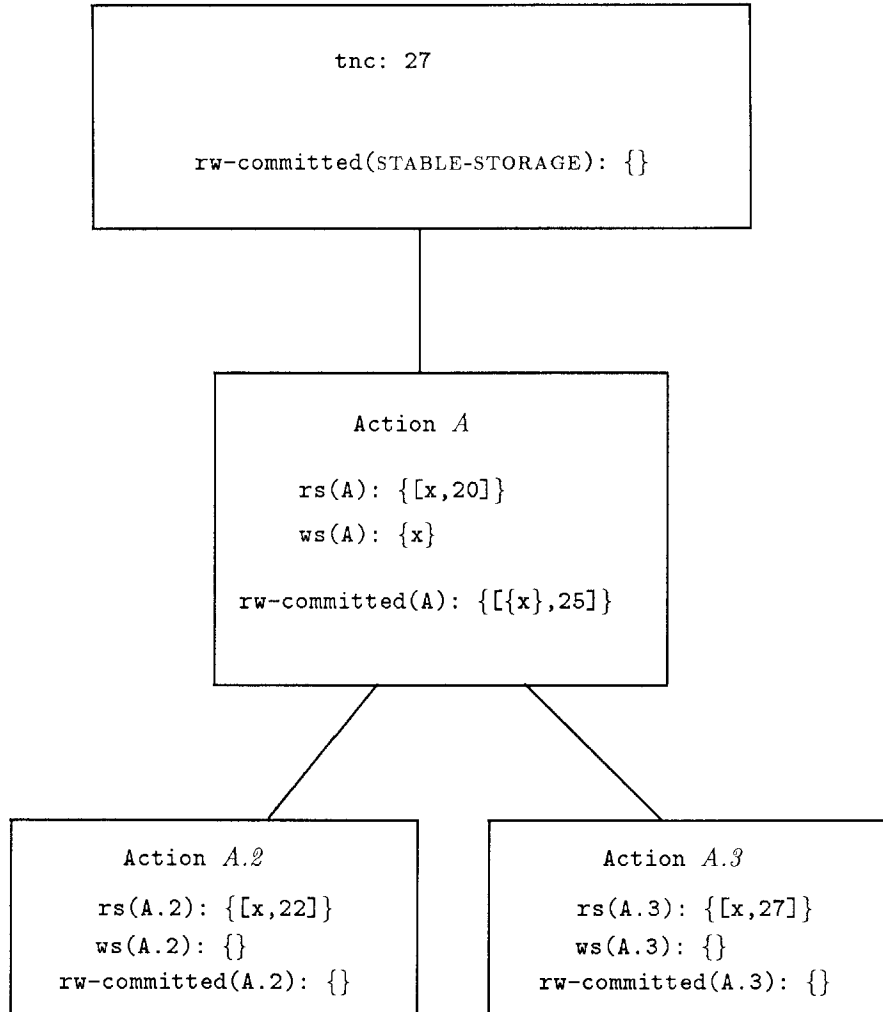 tnc: 27
rw-committed(STABLE-STORAGE): {}
Action A
rs(A): {[x,20]}
ws(A): {x}
rw-committed(A): {[{x},25]}
Action A.2
rs(A.2): {[x,22]}
ws(A.2): {}
rw-committed(A.2): {}
Action A.3
rs(A.3): {[x,27]}
ws(A.3): {}
rw-committed(A.3): {}